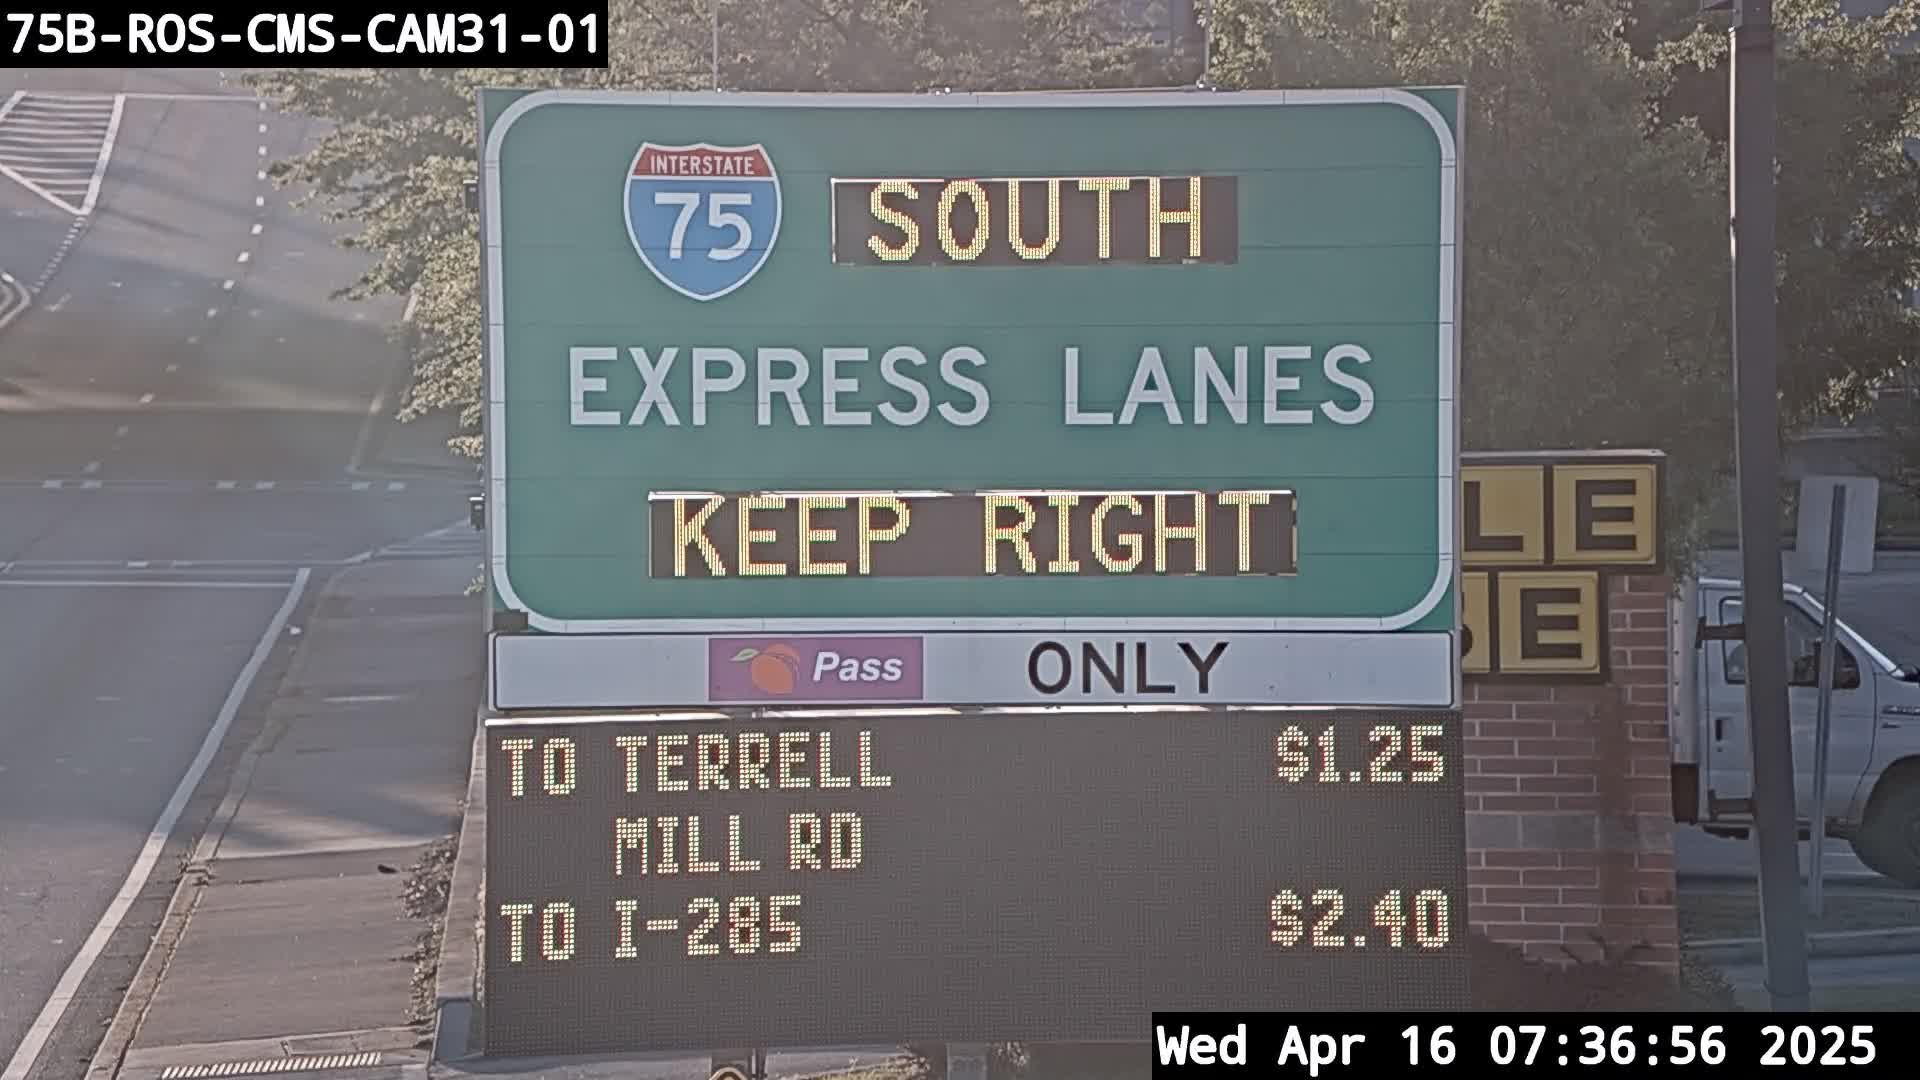 75B-ROS-CMS-CAM31-01
INTERSTATE
75
SOUTH
EXPRESS LANES
KEEP RIGHT
Pass ONLY
TO TERRELL $1.25
MILL RD
TO I-285 $2.40
LE
E
Wed Apr 16 07:36:56 2025